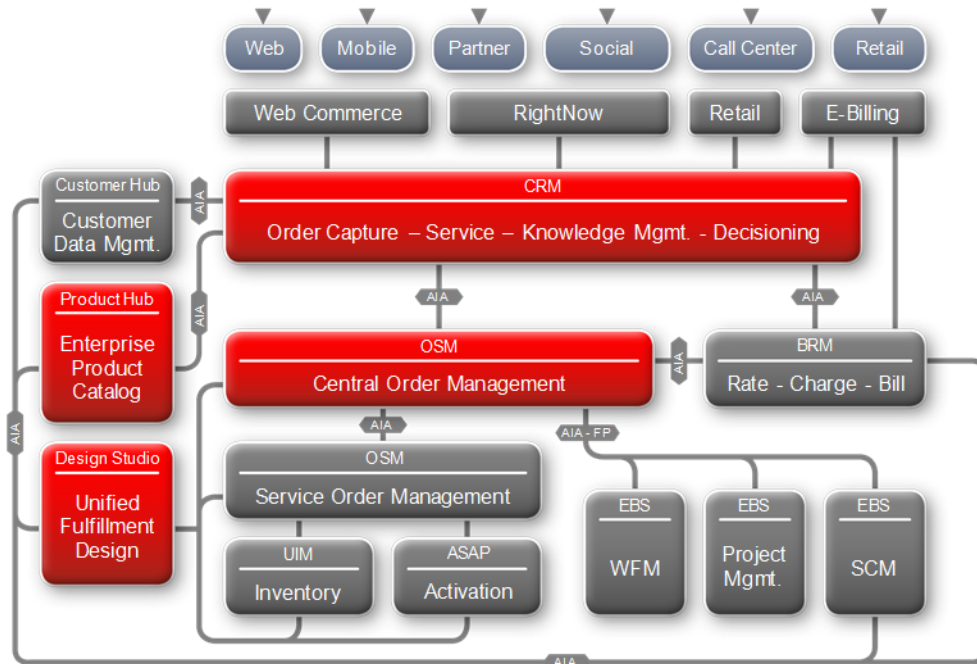 Web
Mobile
Partner
Social
Call Center
Retail
Web Commerce
RightNow
Retail
E-Billing
Customer Hub
Customer
Data Mgmt.
AIA
CRM
Order Capture – Service – Knowledge Mgmt. - Decisioning
Product Hub
Enterprise
Product
Catalog
AIA
AIA
AIA
OSM
Central Order Management
AIA
BRM
Rate - Charge - Bill
AIA
AIA
AIA - FP
Design Studio
Unified
Fulfillment
Design
OSM
Service Order Management
EBS
WFM
EBS
Project
Mgmt.
EBS
SCM
UIM
Inventory
ASAP
Activation
AIA